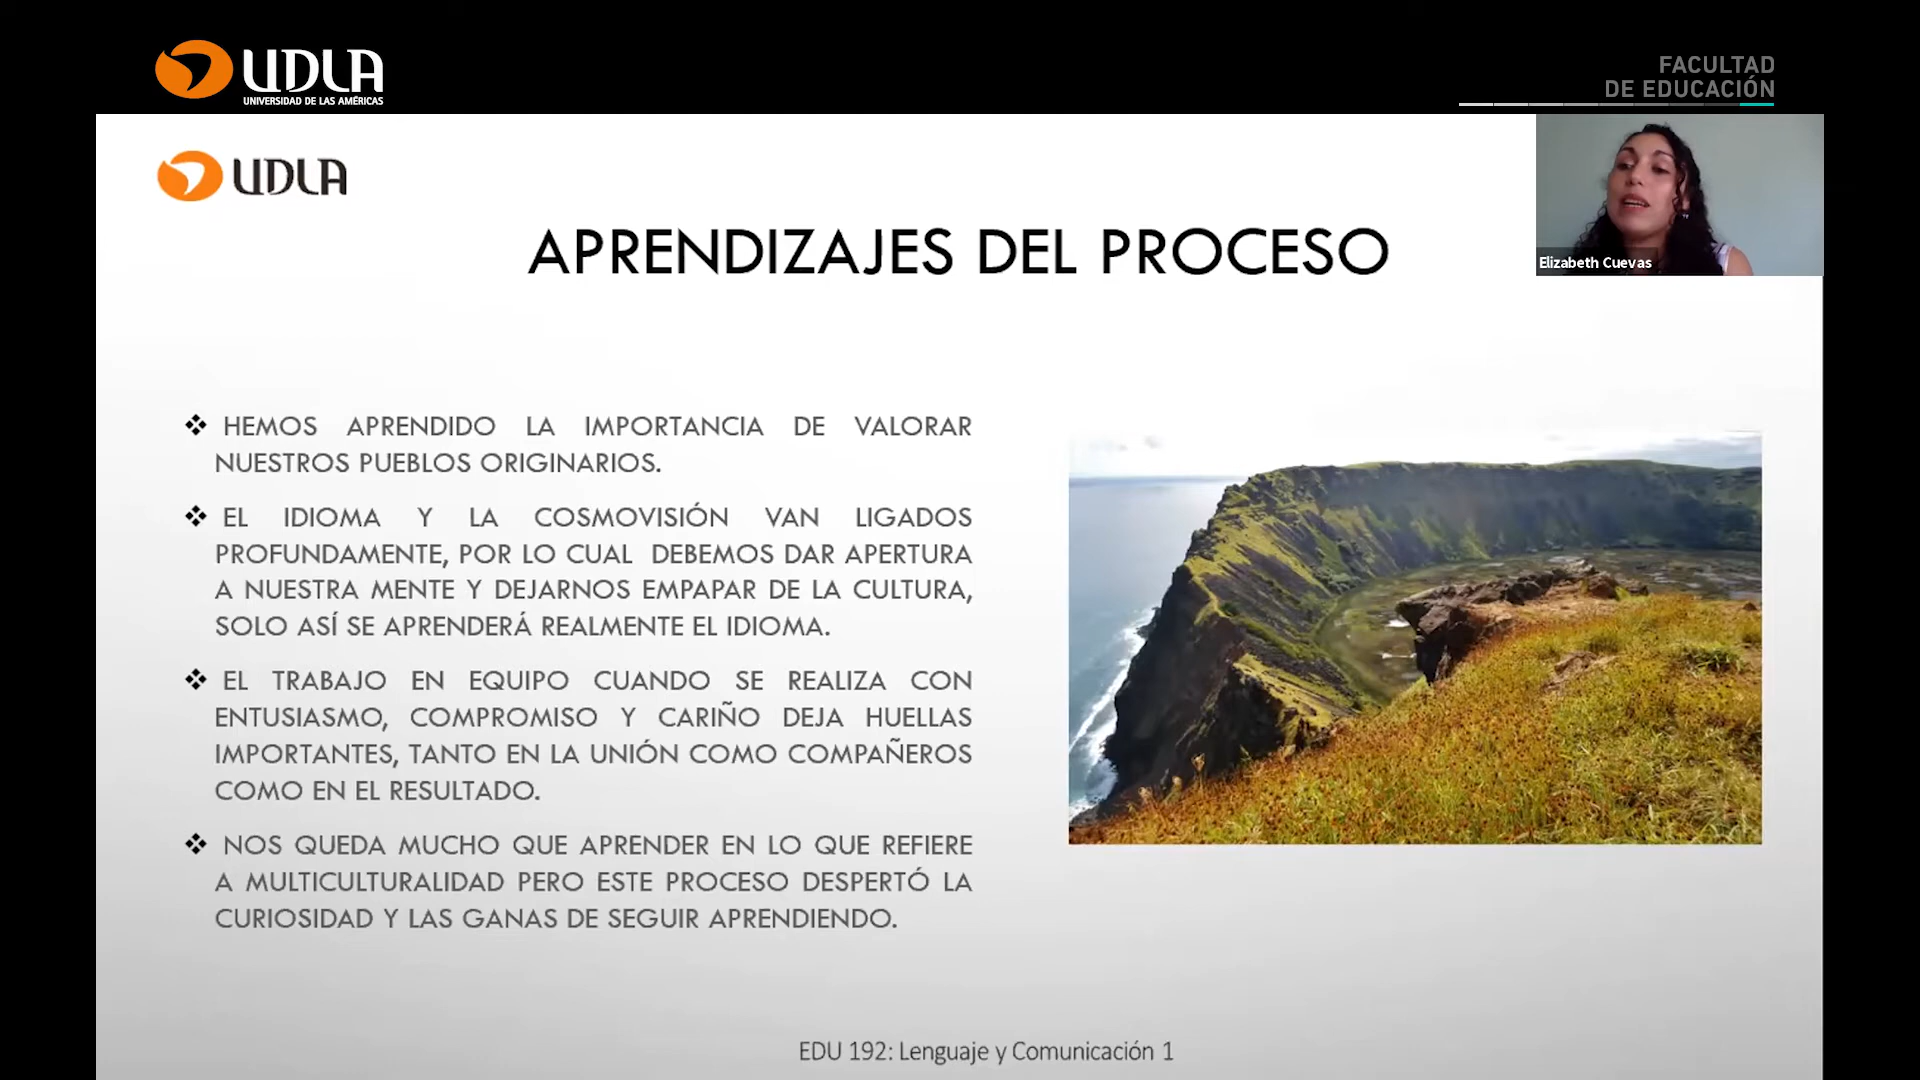 UDLA
UNIVERSIDAD DE LAS AMÉRICAS
FACULTAD
DE EDUCACIÓN
UDLA
Elizabeth Cuevas
APRENDIZAJES DEL PROCESO
❖ HEMOS APRENDIDO LA IMPORTANCIA DE VALORAR
NUESTROS PUEBLOS ORIGINARIOS.
❖ EL IDIOMA Y LA COSMOVISIÓN VAN LIGADOS
PROFUNDAMENTE, POR LO CUAL DEBEMOS DAR APERTURA
A NUESTRA MENTE Y DEJARNOS EMPAPAR DE LA CULTURA,
SOLO ASÍ SE APRENDERÁ REALMENTE EL IDIOMA.
❖ EL TRABAJO EN EQUIPO CUANDO SE REALIZA CON
ENTUSIASMO, COMPROMISO Y CARIÑO DEJA HUELLAS
IMPORTANTES, TANTO EN LA UNIÓN COMO COMPAÑEROS
COMO EN EL RESULTADO.
❖ NOS QUEDA MUCHO QUE APRENDER EN LO QUE REFIERE
A MULTICULTURALIDAD PERO ESTE PROCESO DESPERTÓ LA
CURIOSIDAD Y LAS GANAS DE SEGUIR APRENDIENDO.
EDU 192: Lenguaje y Comunicación 1